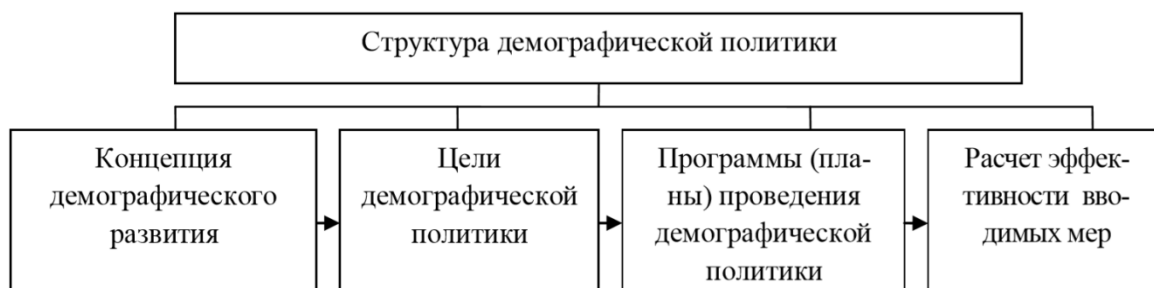 Структура демографической политики
Концепция
демографического
развития
Цели
демографической
политики
Программы (пла-
ны) проведения
демографической
политики
Расчет эффек-
тивности вво-
димых мер